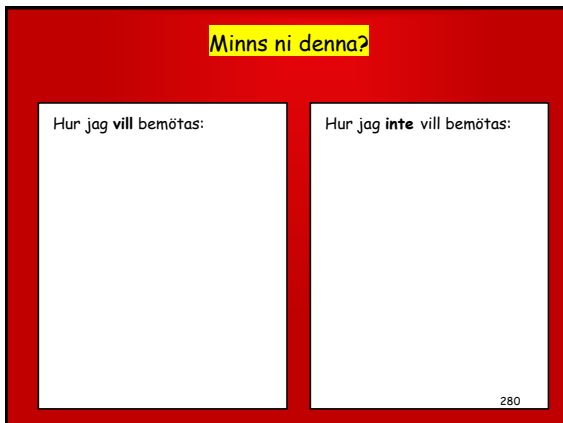 Minns ni denna?
Hur jag vill bemötas:
Hur jag inte vill bemötas:
280